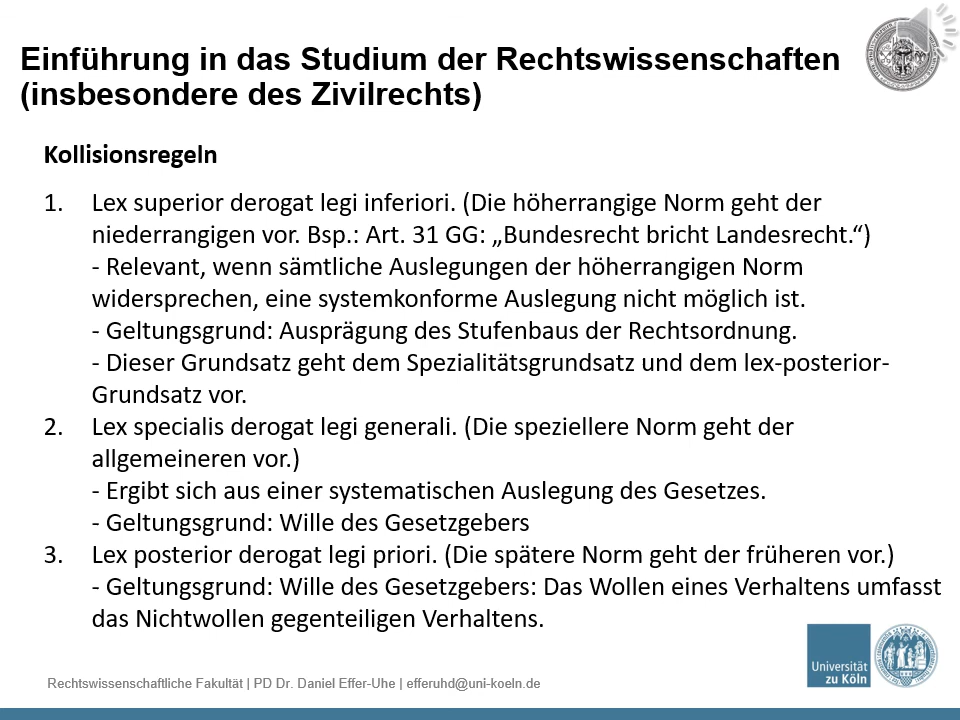 Einführung in das Studium der Rechtswissenschaften
(insbesondere des Zivilrechts)
Kollisionsregeln
1. Lex superior derogat legi inferiori. (Die höherrangige Norm geht der
niederrangigen vor. Bsp.: Art. 31 GG: „Bundesrecht bricht Landesrecht.“)
- Relevant, wenn sämtliche Auslegungen der höherrangigen Norm
widersprechen, eine systemkonforme Auslegung nicht möglich ist.
- Geltungsgrund: Ausprägung des Stufenbaus der Rechtsordnung.
- Dieser Grundsatz geht dem Spezialitätsgrundsatz und dem lex-posterior-
Grundsatz vor.
2. Lex specialis derogat legi generali. (Die speziellere Norm geht der
allgemeineren vor.)
- Ergibt sich aus einer systematischen Auslegung des Gesetzes.
- Geltungsgrund: Wille des Gesetzgebers
3. Lex posterior derogat legi priori. (Die spätere Norm geht der früheren vor.)
- Geltungsgrund: Wille des Gesetzgebers: Das Wollen eines Verhaltens umfasst
das Nichtwollen gegenteiligen Verhaltens.
Universität
zu Köln
Rechtswissenschaftliche Fakultät | PD Dr. Daniel Effer-Uhe | efferuhd@uni-koeln.de